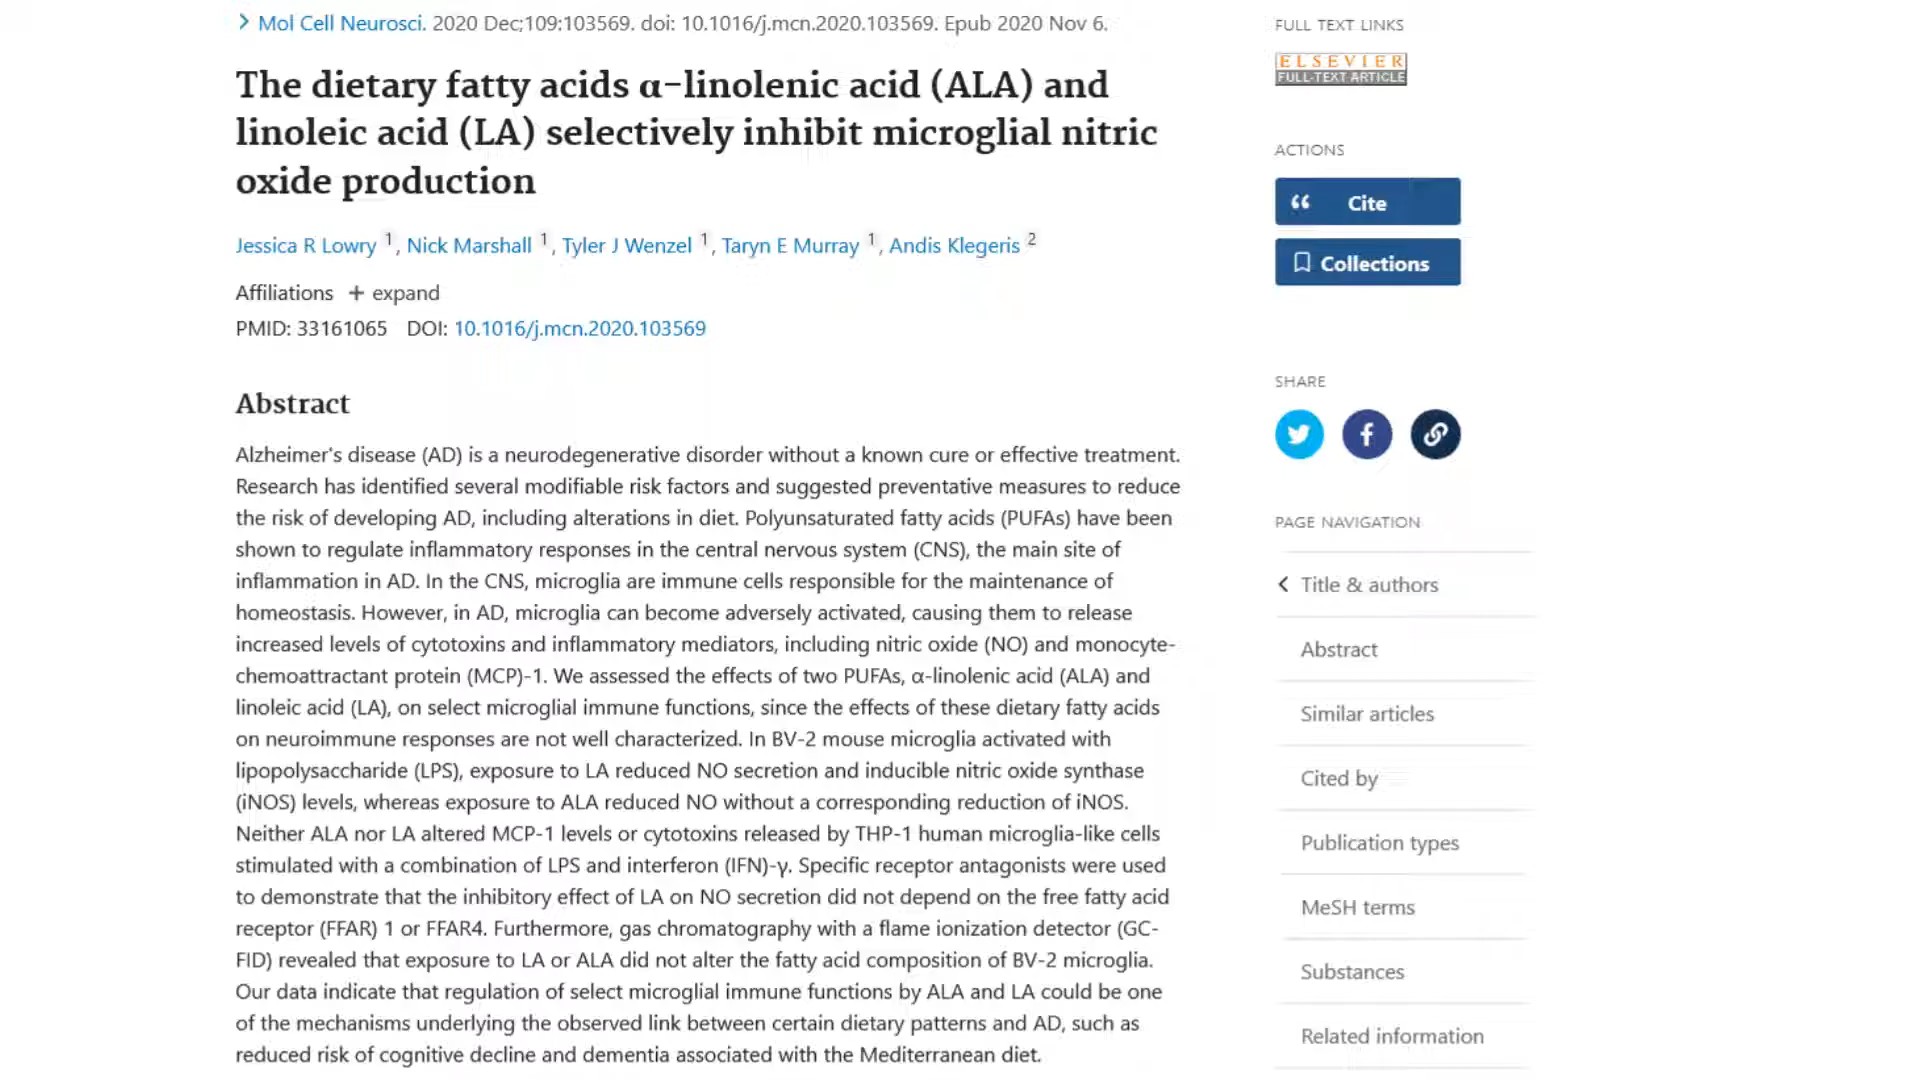 Mol Cell Neurosci. 2020 Dec;109:103569. doi: 10.1016/j.mcn.2020.103569. Epub 2020 Nov 6.
The dietary fatty acids α-linolenic acid (ALA) and
linoleic acid (LA) selectively inhibit microglial nitric
oxide production
Jessica R Lowry 1, Nick Marshall 1, Tyler J Wenzel 1, Taryn E Murray 1, Andis Klegeris 2
Affiliations + expand
PMID: 33161065 DOI: 10.1016/j.mcn.2020.103569
Abstract
Alzheimer's disease (AD) is a neurodegenerative disorder without a known cure or effective treatment.
Research has identified several modifiable risk factors and suggested preventative measures to reduce
the risk of developing AD, including alterations in diet. Polyunsaturated fatty acids (PUFAs) have been
shown to regulate inflammatory responses in the central nervous system (CNS), the main site of
inflammation in AD. In the CNS, microglia are immune cells responsible for the maintenance of
homeostasis. However, in AD, microglia can become adversely activated, causing them to release
increased levels of cytotoxins and inflammatory mediators, including nitric oxide (NO) and monocyte-
chemoattractant protein (MCP)-1. We assessed the effects of two PUFAs, α-linolenic acid (ALA) and
linoleic acid (LA), on select microglial immune functions, since the effects of these dietary fatty acids
on neuroimmune responses are not well characterized. In BV-2 mouse microglia activated with
lipopolysaccharide (LPS), exposure to LA reduced NO secretion and inducible nitric oxide synthase
(iNOS) levels, whereas exposure to ALA reduced NO without a corresponding reduction of iNOS.
Neither ALA nor LA altered MCP-1 levels or cytotoxins released by THP-1 human microglia-like cells
stimulated with a combination of LPS and interferon (IFN)-γ. Specific receptor antagonists were used
to demonstrate that the inhibitory effect of LA on NO secretion did not depend on the free fatty acid
receptor (FFAR) 1 or FFAR4. Furthermore, gas chromatography with a flame ionization detector (GC-
FID) revealed that exposure to LA or ALA did not alter the fatty acid composition of BV-2 microglia.
Our data indicate that regulation of select microglial immune functions by ALA and LA could be one
of the mechanisms underlying the observed link between certain dietary patterns and AD, such as
reduced risk of cognitive decline and dementia associated with the Mediterranean diet.
FULL TEXT LINKS
ELSEVIER
FULL-TEXT ARTICLE
ACTIONS
Cite
Collections
SHARE
PAGE NAVIGATION
Title & authors
Abstract
Similar articles
Cited by
Publication types
MeSH terms
Substances
Related information